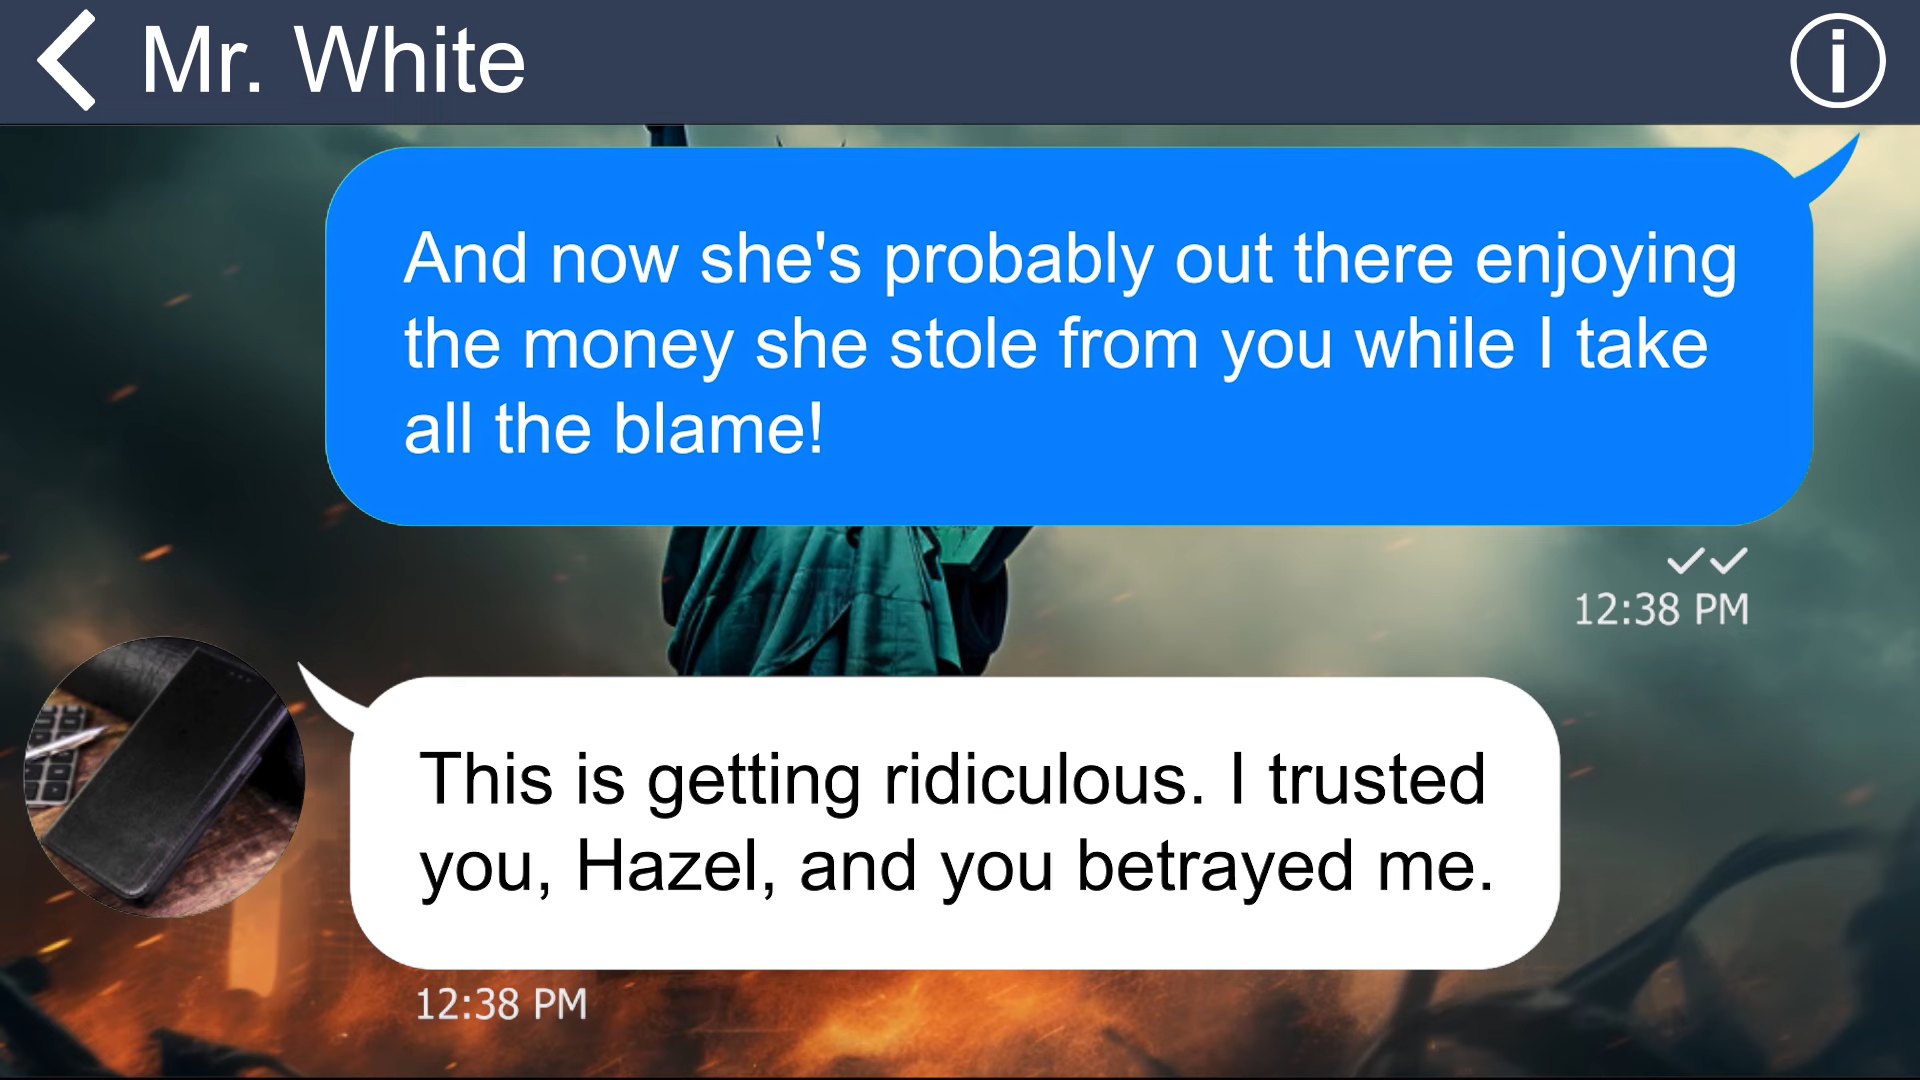 Mr. White
And now she's probably out there enjoying
the money she stole from you while I take
all the blame!
12:38 PM
This is getting ridiculous. I trusted
you, Hazel, and you betrayed me.
12:38 PM